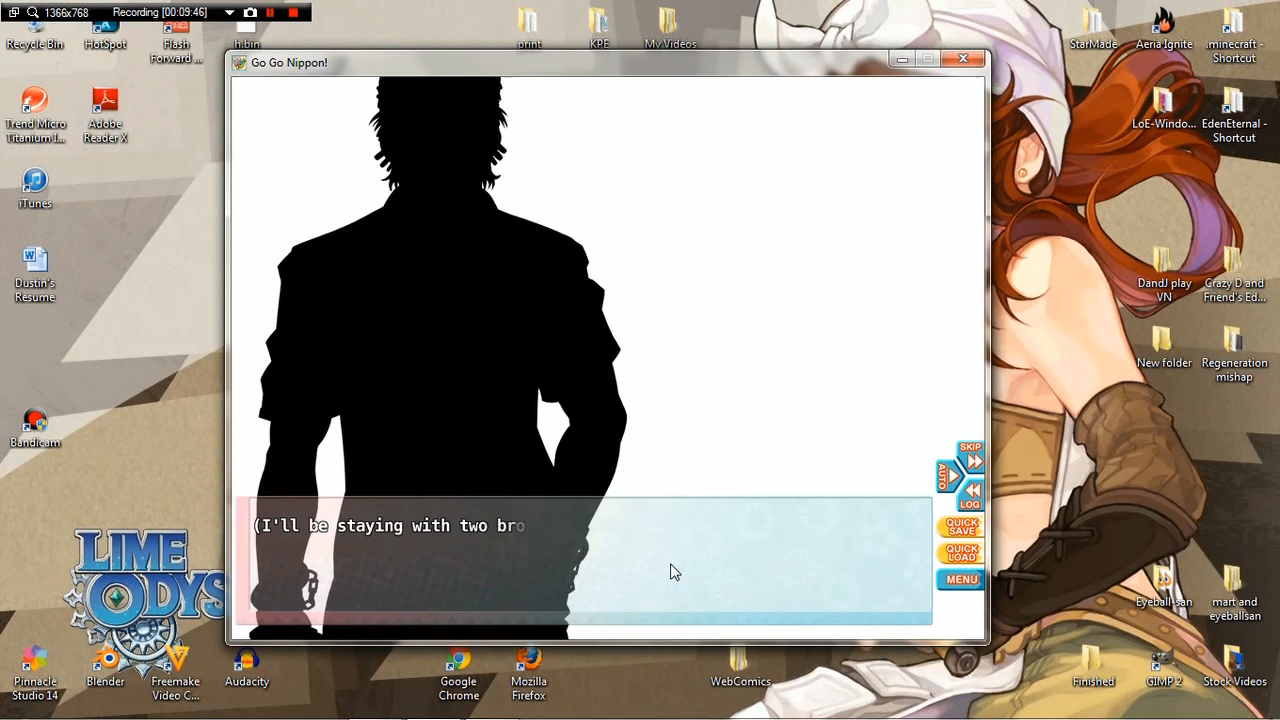 1366x768 Recording [00:09:46]
Recycle Bin
HotSpot
Flash
Forward ...
h.bin
print
KPE
My Videos
StarMade
Aeria Ignite
.minecraft -
Shortcut
Go Go Nippon!
Trend Micro
Titanium I...
Adobe
Reader X
LoE-Windo...
EdenEternal -
Shortcut
iTunes
Dustin's
Resume
DandJ play
VN
Crazy D and
Friend's Ed...
New folder
Regeneration
mishap
Bandicam
SKIP
AUTO
LOG
QUICK
SAVE
QUICK
LOAD
MENU
(I'll be staying with two bro
LIME
ODYS
Eyeball-san
mart and
eyeballsan
Pinnacle
Studio 14
Blender
Freemake
Video C...
Audacity
Google
Chrome
Mozilla
Firefox
WebComics
Finished
GIMP 2
Stock Videos